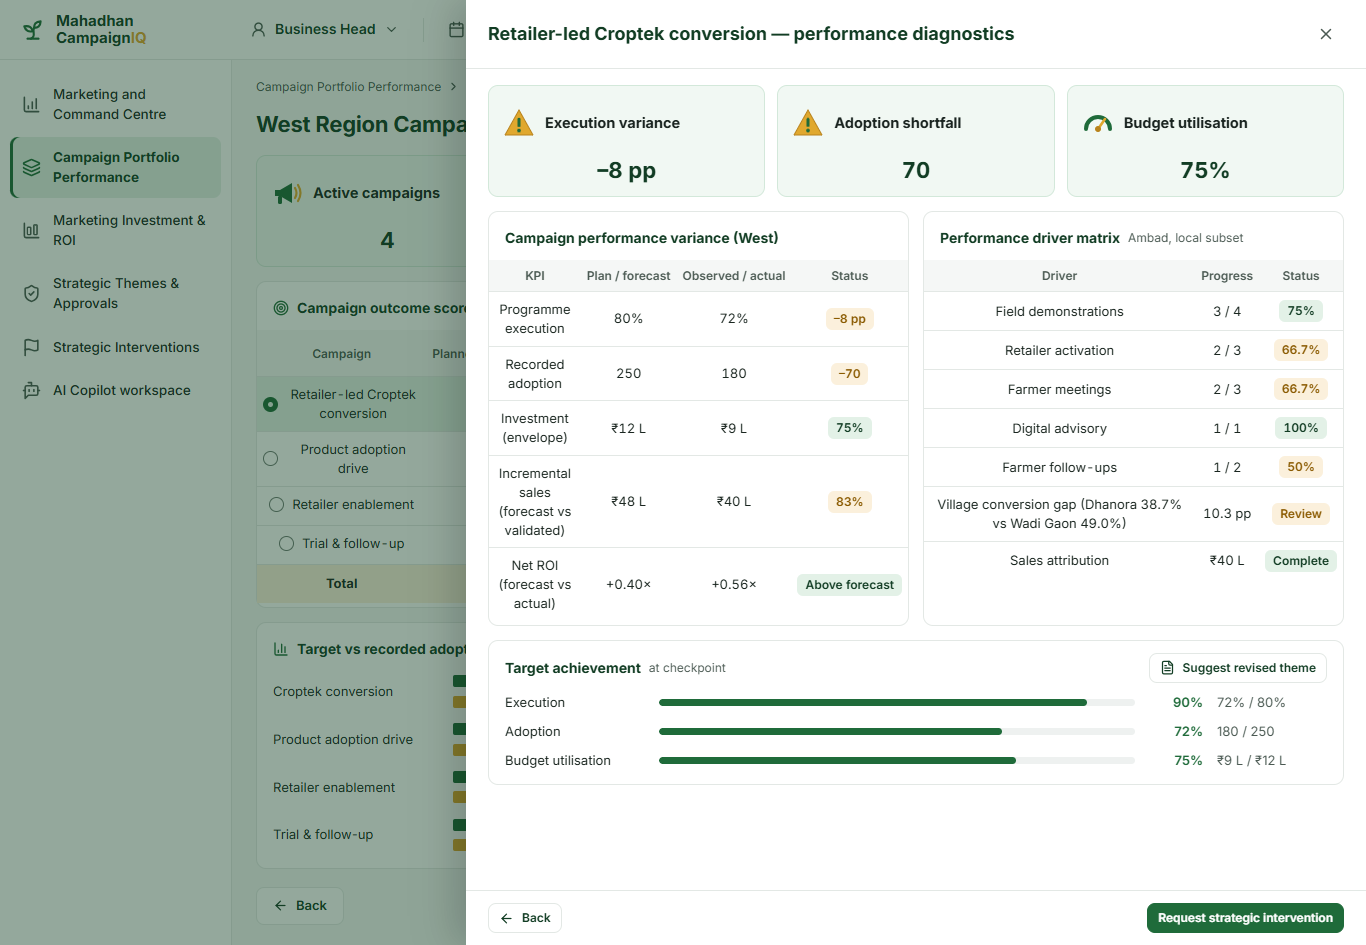 Mahadhan
CampaignIQ
Business Head
Marketing and
Command Centre
Campaign Portfolio
Performance
Marketing Investment &
ROI
Strategic Themes &
Approvals
Strategic Interventions
AI Copilot workspace
Campaign Portfolio Performance
West Region Campa
Active campaigns
4
Campaign outcome score
Campaign Plann
Retailer-led Croptek
conversion
Product adoption
drive
Retailer enablement
Trial & follow-up
Total
Target vs recorded adopt
Croptek conversion
Product adoption drive
Retailer enablement
Trial & follow-up
Back
Retailer-led Croptek conversion — performance diagnostics
Execution variance
−8 pp
Adoption shortfall
70
Budget utilisation
75%
Campaign performance variance (West)
KPI Plan / forecast Observed / actual Status
Programme
execution
80% 72% −8 pp
Recorded
adoption
250 180 −70
Investment
(envelope)
₹12 L ₹9 L 75%
Incremental
sales
(forecast vs
validated)
₹48 L ₹40 L 83%
Net ROI
(forecast vs
actual)
+0.40× +0.56× Above forecast
Performance driver matrix Ambad, local subset
Driver Progress Status
Field demonstrations 3 / 4 75%
Retailer activation 2 / 3 66.7%
Farmer meetings 2 / 3 66.7%
Digital advisory 1 / 1 100%
Farmer follow-ups 1 / 2 50%
Village conversion gap (Dhanora 38.7%
vs Wadi Gaon 49.0%)
10.3 pp Review
Sales attribution ₹40 L Complete
Target achievement at checkpoint
Suggest revised theme
Execution 90% 72% / 80%
Adoption 72% 180 / 250
Budget utilisation 75% ₹9 L / ₹12 L
Back
Request strategic intervention